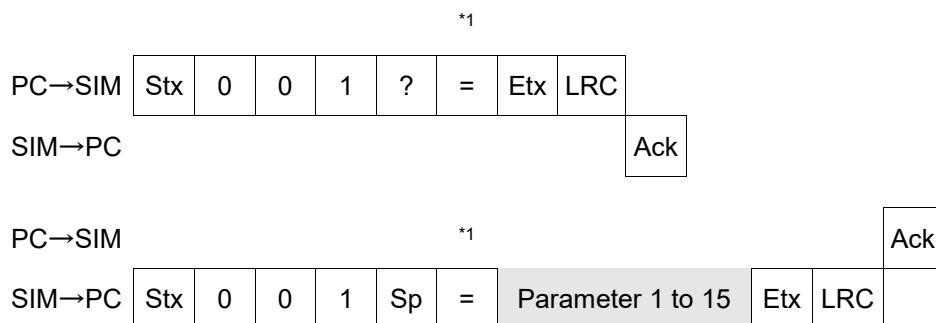 *1
PC→SIM Stx 0 0 1 ? = Etx LRC
SIM→PC Ack
PC→SIM *1 Ack
SIM→PC Stx 0 0 1 Sp = Parameter 1 to 15 Etx LRC